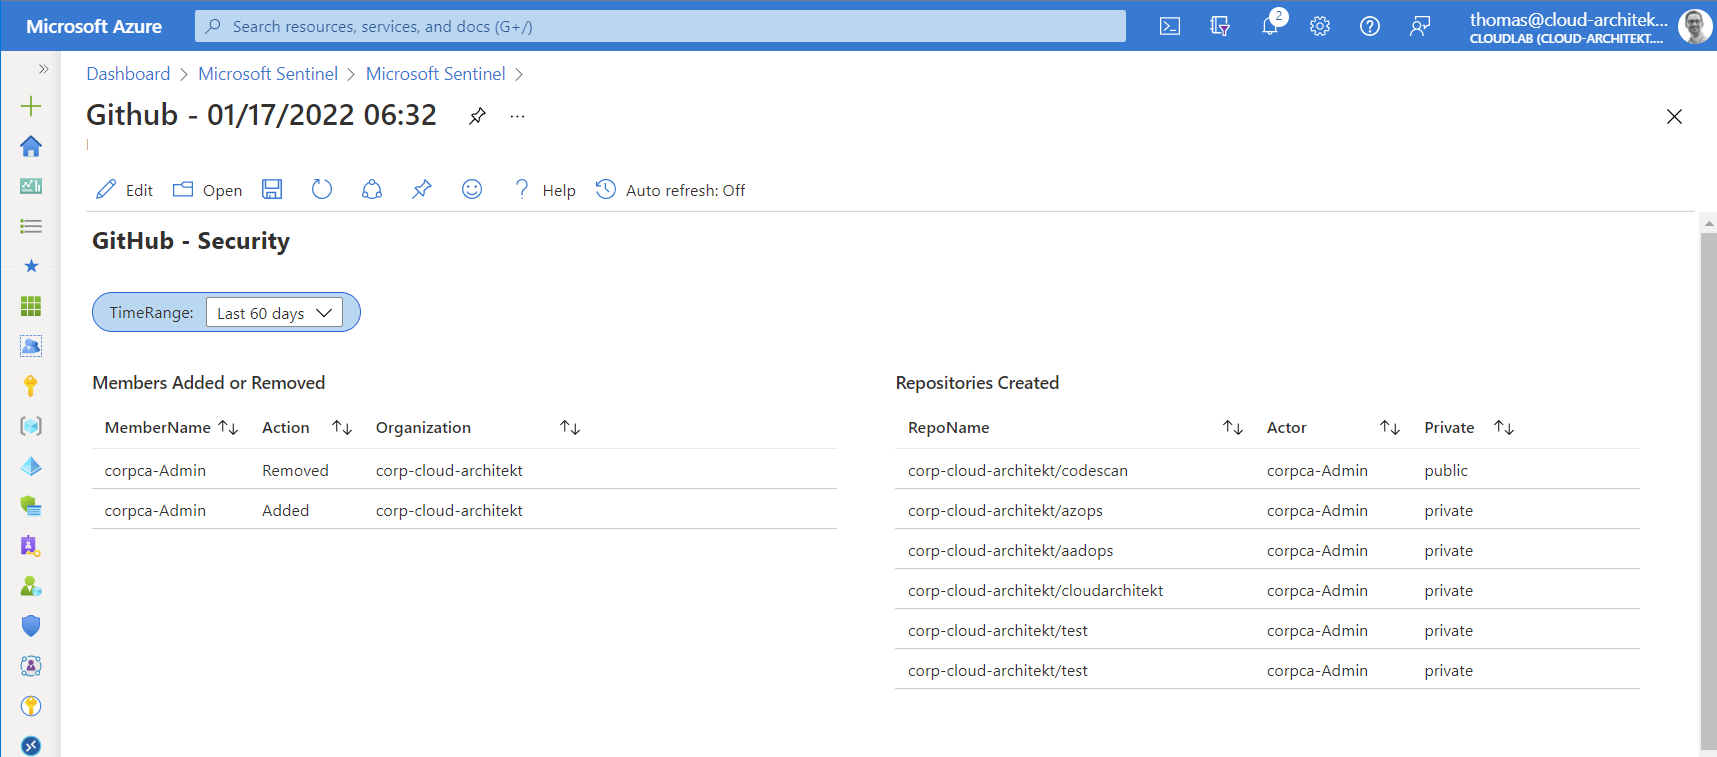 Microsoft Azure
Search resources, services, and docs (G+/)
2
thomas@cloud-architek...
CLOUDLAB (CLOUD-ARCHITEKT....
Dashboard > Microsoft Sentinel > Microsoft Sentinel >
Github - 01/17/2022 06:32
Edit Open Help Auto refresh: Off
GitHub - Security
TimeRange: Last 60 days
Members Added or Removed
MemberName Action Organization
corpca-Admin Removed corp-cloud-architekt
corpca-Admin Added corp-cloud-architekt
Repositories Created
RepoName Actor Private
corp-cloud-architekt/codescan corpca-Admin public
corp-cloud-architekt/azops corpca-Admin private
corp-cloud-architekt/aadops corpca-Admin private
corp-cloud-architekt/cloudarchitekt corpca-Admin private
corp-cloud-architekt/test corpca-Admin private
corp-cloud-architekt/test corpca-Admin private